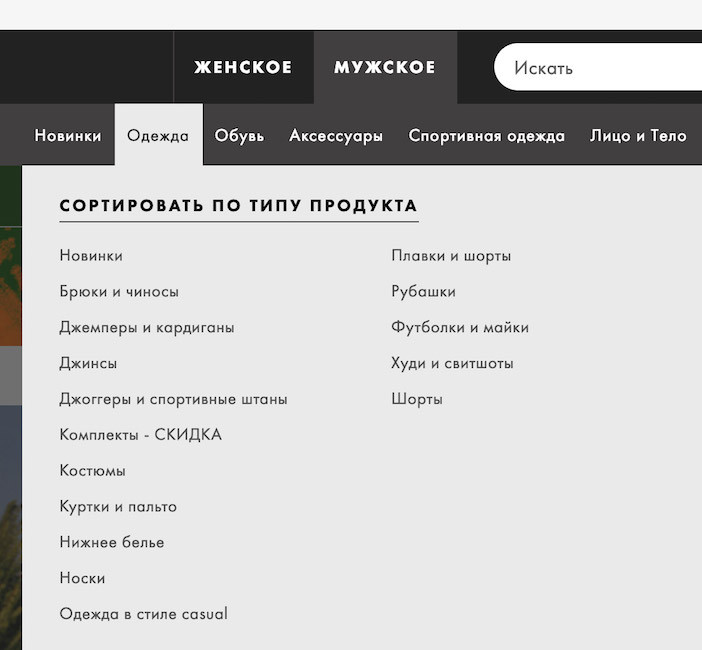 ЖЕНСКОЕ МУЖСКОЕ Искать
Новинки Одежда Обувь Аксессуары Спортивная одежда Лицо и Тело
СОРТИРОВАТЬ ПО ТИПУ ПРОДУКТА
Новинки
Брюки и чиносы
Джемперы и кардиганы
Джинсы
Джоггеры и спортивные штаны
Комплекты - СКИДКА
Костюмы
Куртки и пальто
Нижнее белье
Носки
Одежда в стиле casual
Плавки и шорты
Рубашки
Футболки и майки
Худи и свитшоты
Шорты